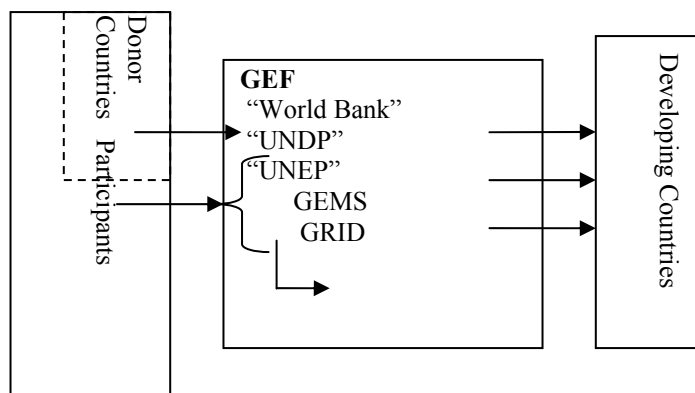 Donor
Countries
Participants
GEF
“World Bank”
“UNDP”
“UNEP”
GEMS
GRID
Developing Countries